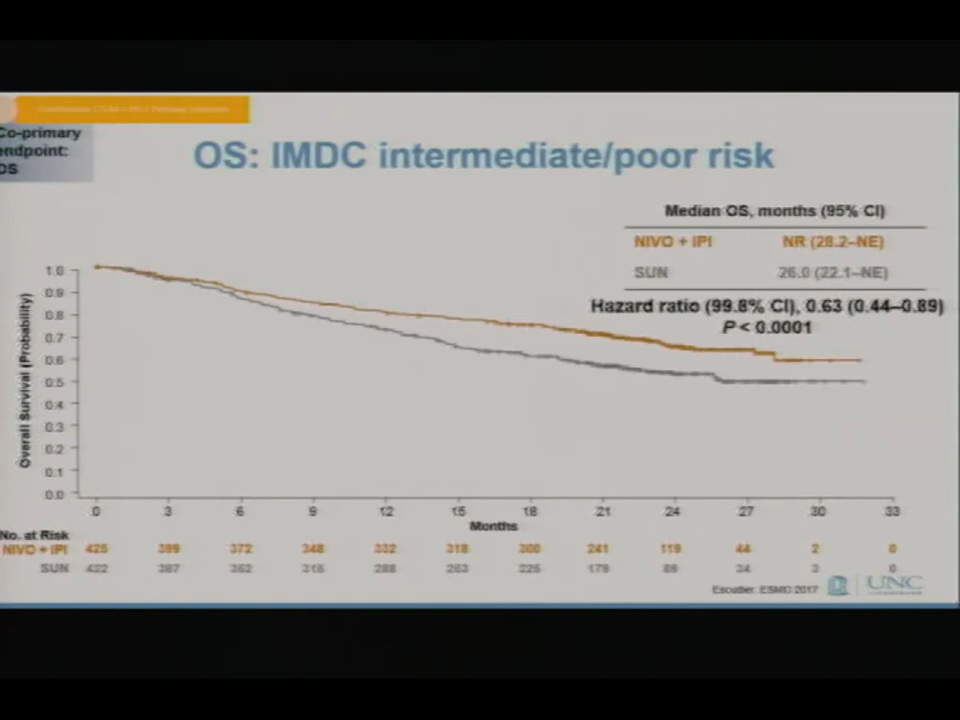 Co-primary
endpoint:
OS
OS: IMDC intermediate/poor risk
Median OS, months (95% CI)
NIVO + IPI NR (28.2–NE)
SUN 26.0 (22.1–NE)
Hazard ratio (99.8% CI), 0.63 (0.44–0.89)
P < 0.0001
Overall Survival (Probability)
1.0
0.9
0.8
0.7
0.6
0.5
0.4
0.3
0.2
0.1
0.0
0 3 6 9 12 15 18 21 24 27 30 33
Months
No. at Risk
NIVO + IPI 425 399 372 348 332 318 300 241 119 44 2 0
SUN 422 387 352 315 288 253 225 179 89 34 3 0
Escudier. ESMO 2017
UNC